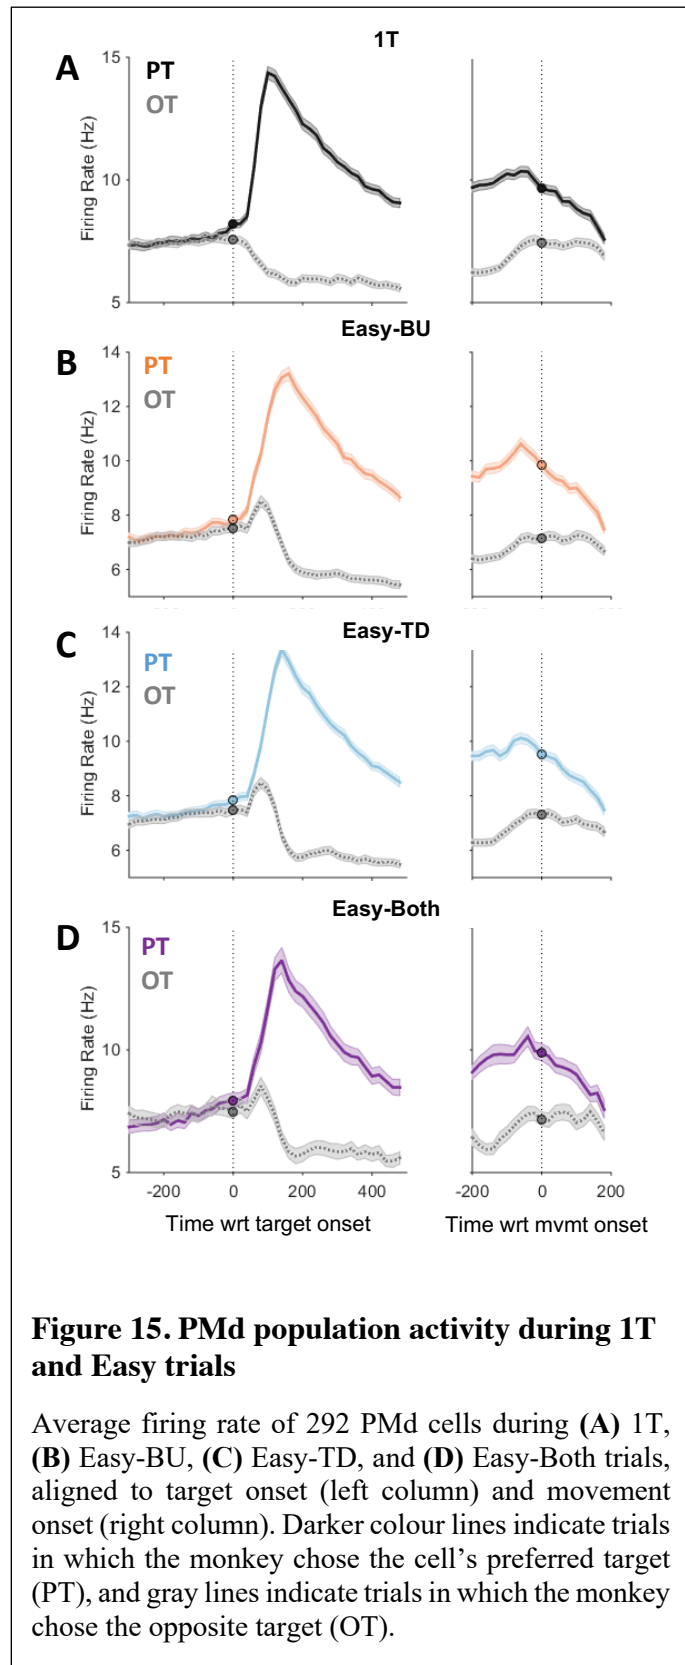 1T
A
PT
OT
15
10
5
Firing Rate (Hz)
Easy-BU
B
PT
OT
14
12
10
8
6
Firing Rate (Hz)
Easy-TD
C
PT
OT
14
12
10
8
6
Firing Rate (Hz)
Easy-Both
D
PT
OT
15
10
5
Firing Rate (Hz)
-200 0 200 400 -200 0 200
Time wrt target onset Time wrt mvmt onset
Figure 15. PMd population activity during 1T
and Easy trials
Average firing rate of 292 PMd cells during (A) 1T,
(B) Easy-BU, (C) Easy-TD, and (D) Easy-Both trials,
aligned to target onset (left column) and movement
onset (right column). Darker colour lines indicate trials
in which the monkey chose the cell's preferred target
(PT), and gray lines indicate trials in which the monkey
chose the opposite target (OT).